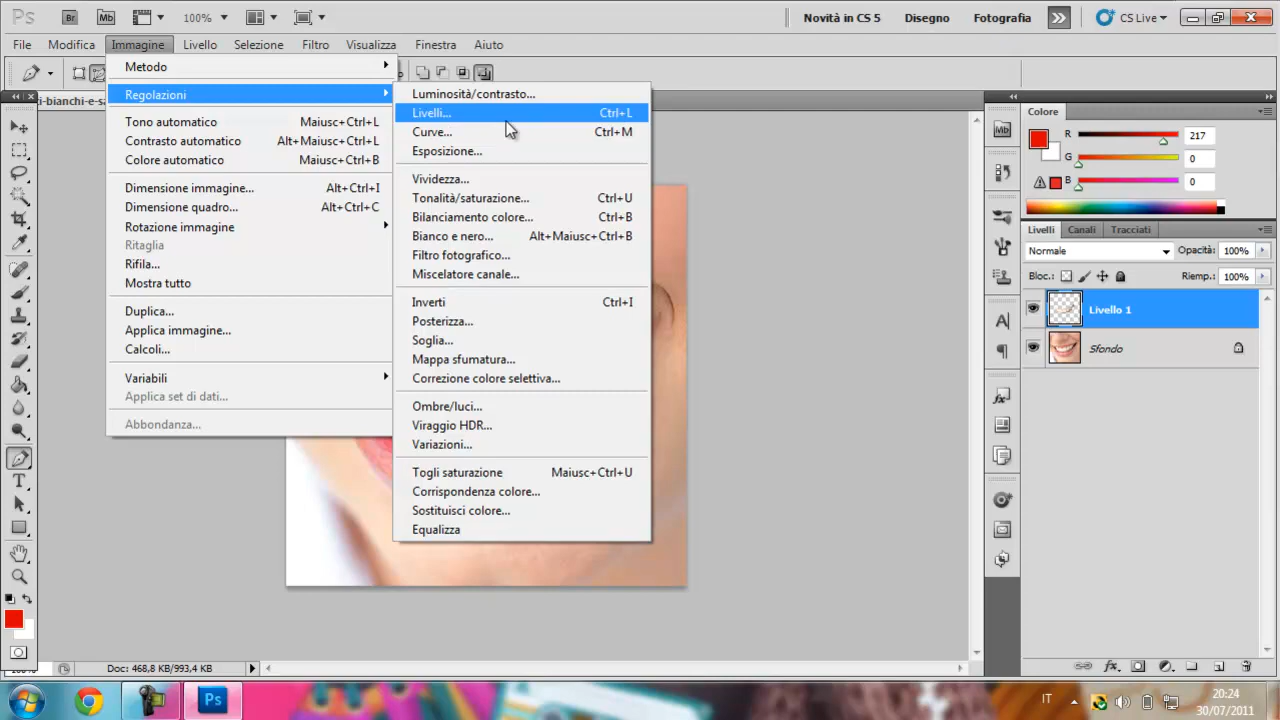 Ps
Br
Mb
100%
Novità in CS 5
Disegno
Fotografia
CS Live
File
Modifica
Immagine
Livello
Selezione
Filtro
Visualizza
Finestra
Aiuto
Metodo
Regolazioni
Tono automatico Maiusc+Ctrl+L
Contrasto automatico Alt+Maiusc+Ctrl+L
Colore automatico Maiusc+Ctrl+B
Dimensione immagine... Alt+Ctrl+I
Dimensione quadro... Alt+Ctrl+C
Rotazione immagine
Ritaglia
Rifila...
Mostra tutto
Duplica...
Applica immagine...
Calcoli...
Variabili
Applica set di dati...
Abbondanza...
Luminosità/contrasto...
Livelli... Ctrl+L
Curve... Ctrl+M
Esposizione...
Vividezza...
Tonalità/saturazione... Ctrl+U
Bilanciamento colore... Ctrl+B
Bianco e nero... Alt+Maiusc+Ctrl+B
Filtro fotografico...
Miscelatore canale...
Inverti Ctrl+I
Posterizza...
Soglia...
Mappa sfumatura...
Correzione colore selettiva...
Ombre/luci...
Viraggio HDR...
Variazioni...
Togli saturazione Maiusc+Ctrl+U
Corrispondenza colore...
Sostituisci colore...
Equalizza
Mb
Colore
R 217
G 0
B 0
Livelli
Canali
Tracciati
Normale
Opacità: 100%
Bloc.:
Riemp.: 100%
Livello 1
Sfondo
Doc: 468,8 KB/993,4 KB
Ps
IT
20:24
30/07/2011